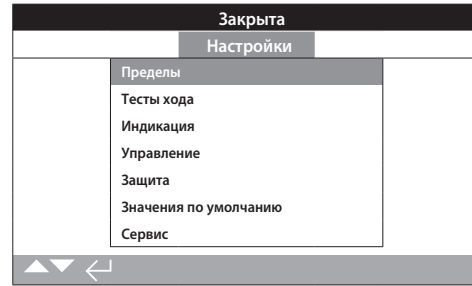 Закрыта
Настройки
Пределы
Тесты хода
Индикация
Управление
Защита
Значения по умолчанию
Сервис